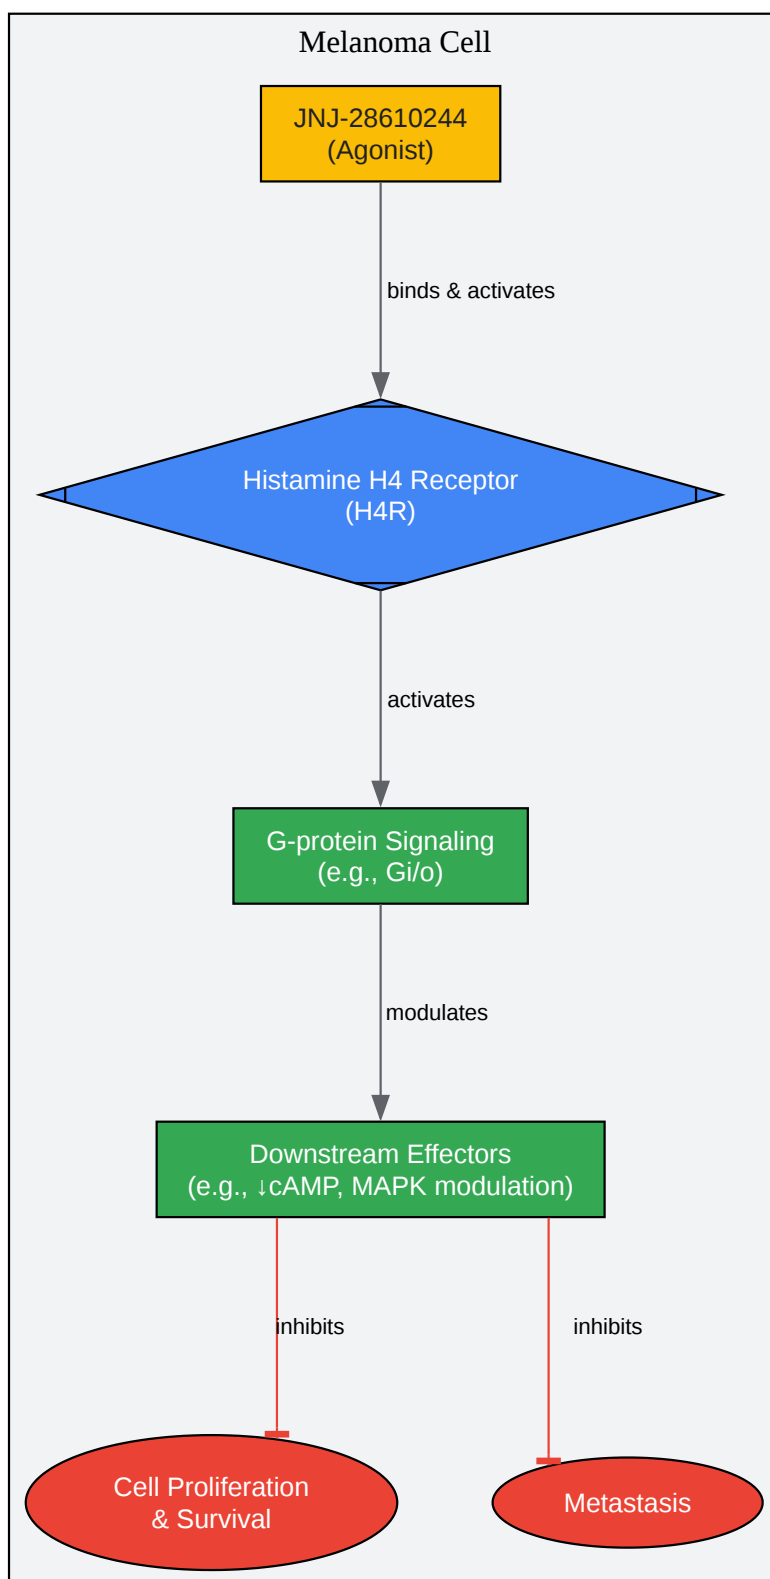 Melanoma Cell
JNJ-28610244
(Agonist)
binds & activates
Histamine H4 Receptor
(H4R)
activates
G-protein Signaling
(e.g., Gi/o)
modulates
Downstream Effectors
(e.g., ↓cAMP, MAPK modulation)
inhibits
inhibits
Cell Proliferation
& Survival
Metastasis